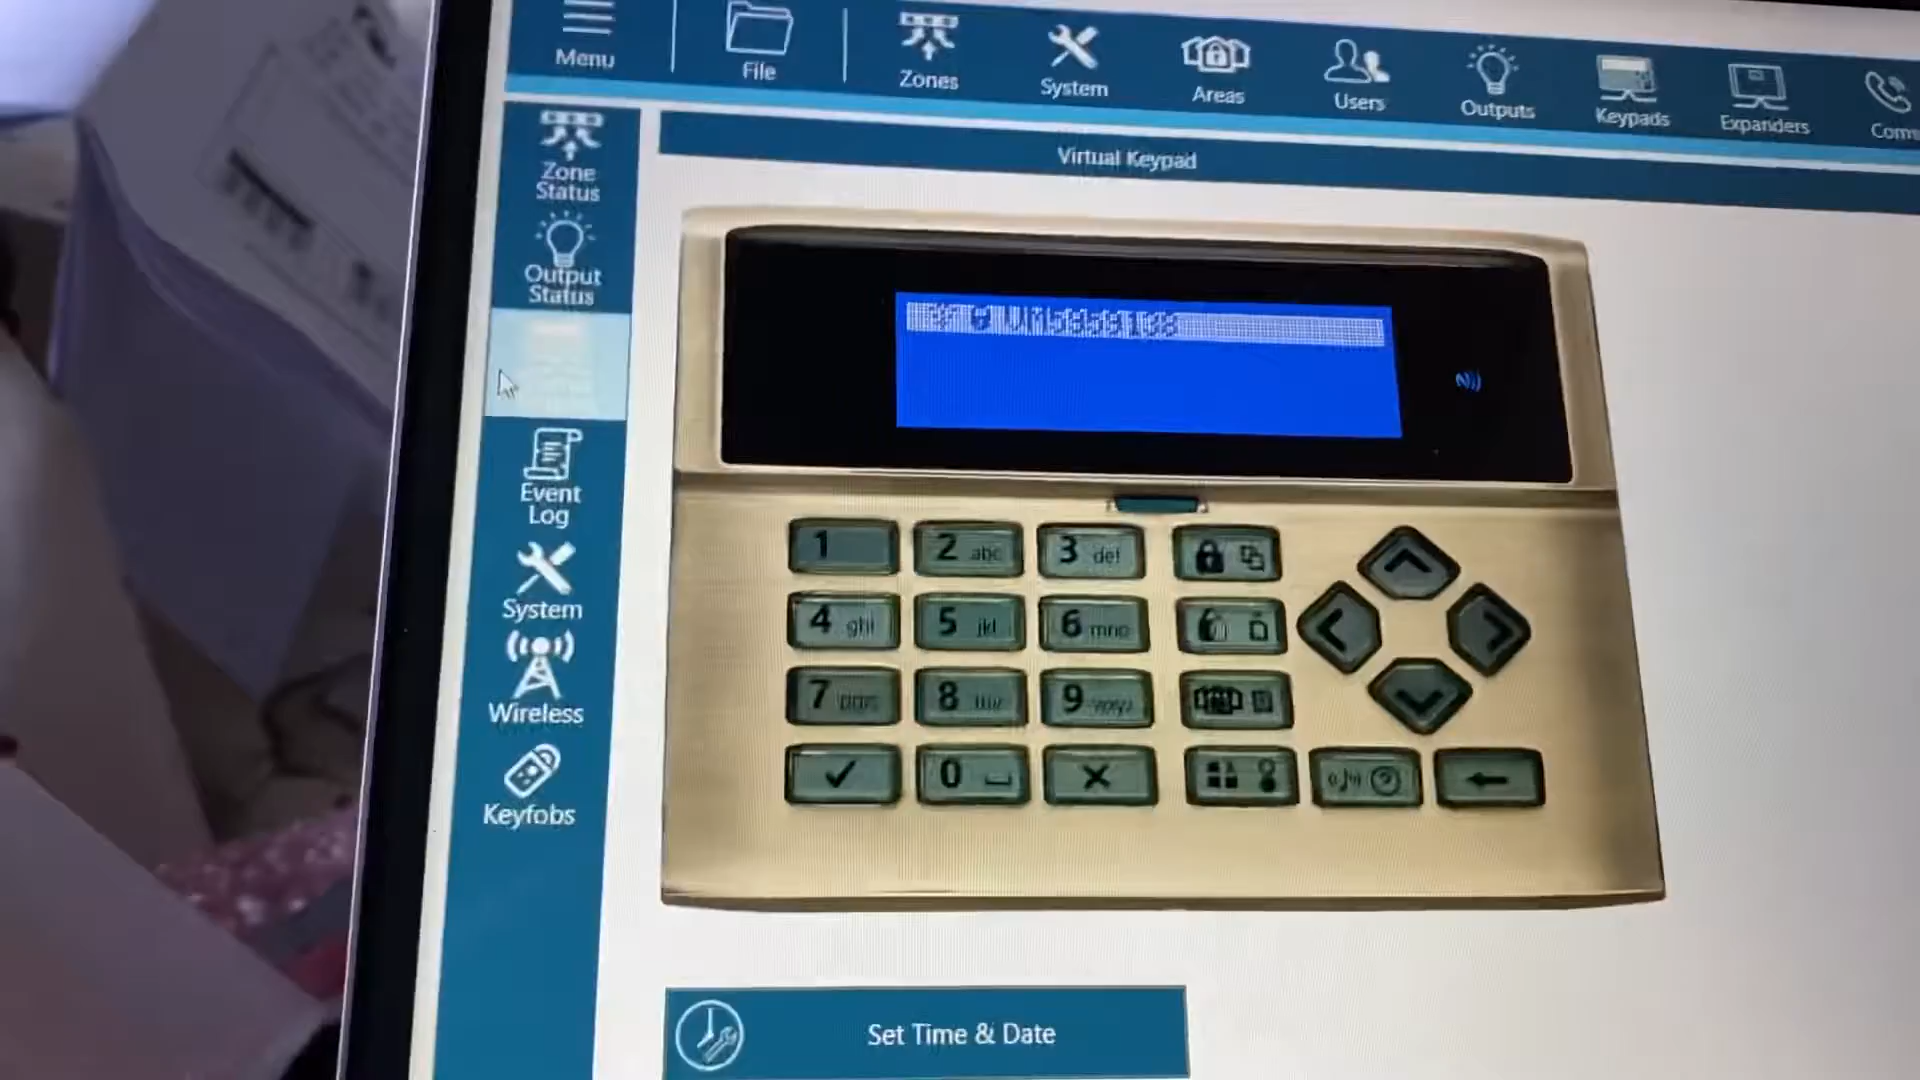 Menu
File
Zones
System
Areas
Users
Outputs
Keypads
Expanders
Virtual Keypad
Zone
Status
Output
Status
Event
Log
System
Wireless
Keyfobs
1
2 abc
3 def
4 ghi
5 jkl
6 mno
7
8
9
0
Set Time & Date